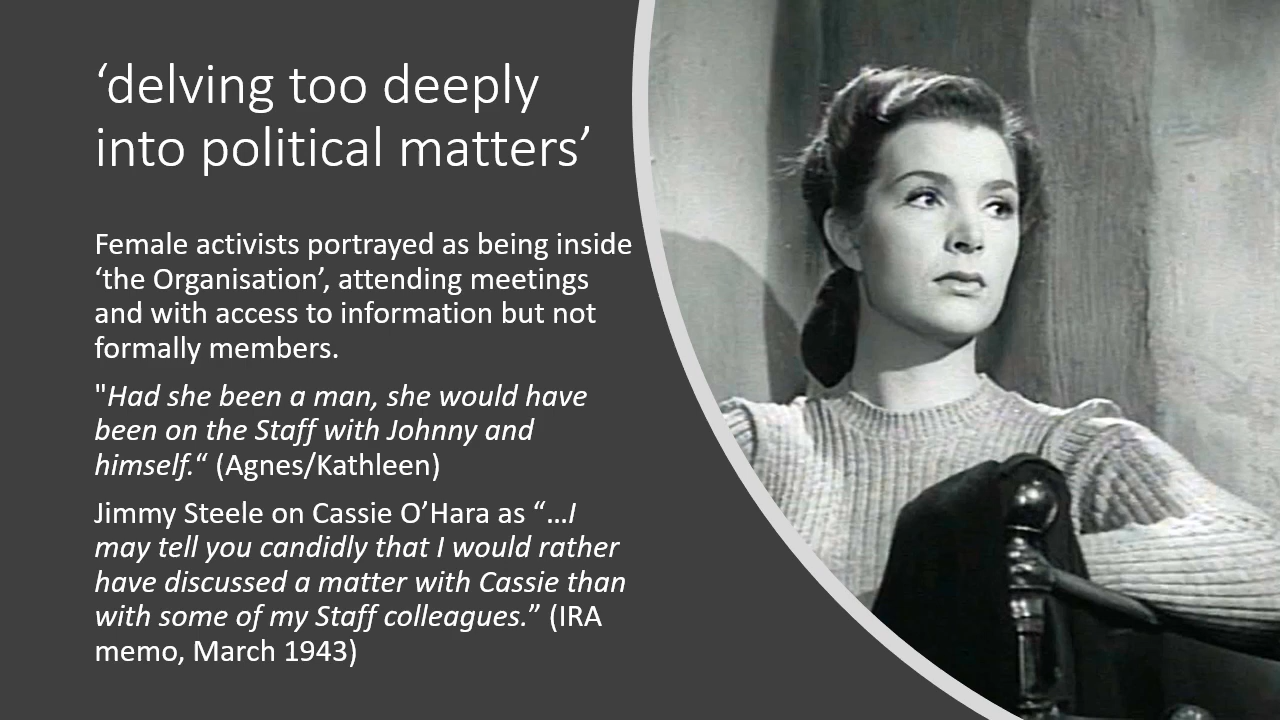 ‘delving too deeply
into political matters’
Female activists portrayed as being inside
‘the Organisation’, attending meetings
and with access to information but not
formally members.
"Had she been a man, she would have
been on the Staff with Johnny and
himself.“ (Agnes/Kathleen)
Jimmy Steele on Cassie O’Hara as “…I
may tell you candidly that I would rather
have discussed a matter with Cassie than
with some of my Staff colleagues.” (IRA
memo, March 1943)